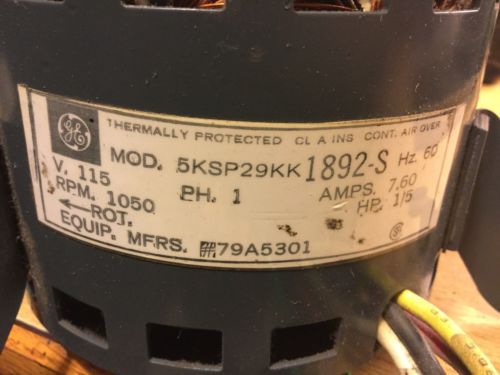 GE
THERMALLY PROTECTED CL A INS CONT. AIR OVER
MOD. 5KSP29KK1892-S Hz. 60
V. 115 PH. 1 AMPS. 7.60
RPM. 1050 HP. 1/5
←ROT.
EQUIP. MFRS. #79A5301